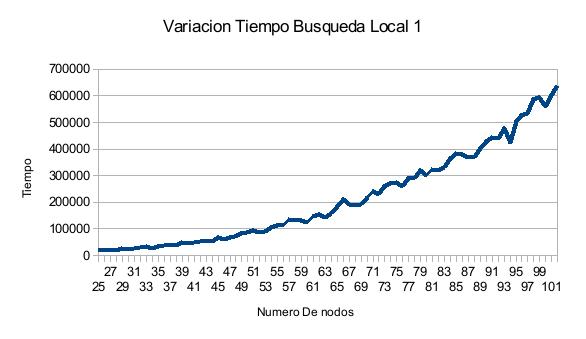 Variacion Tiempo Busqueda Local 1
700000
600000
500000
400000
300000
200000
100000
0
Tiempo
27 31 35 39 43 47 51 55 59 63 67 71 75 79 83 87 91 95 99
25 29 33 37 41 45 49 53 57 61 65 69 73 77 81 85 89 93 97 101
Numero De nodos